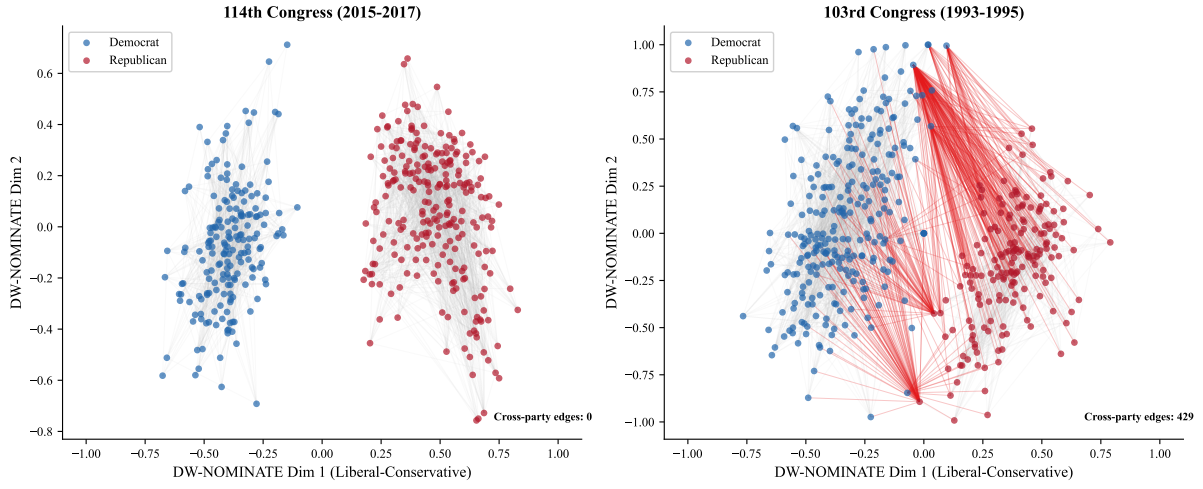 114th Congress (2015-2017)
Democrat
Republican
0.6
0.4
0.2
0.0
−0.2
−0.4
−0.6
−0.8
DW-NOMINATE Dim 2
Cross-party edges: 0
−1.00
−0.75
−0.50
−0.25
0.00
0.25
0.50
0.75
1.00
DW-NOMINATE Dim 1 (Liberal-Conservative)
103rd Congress (1993-1995)
Democrat
Republican
1.00
0.75
0.50
0.25
0.00
−0.25
−0.50
−0.75
−1.00
DW-NOMINATE Dim 2
Cross-party edges: 429
−1.00
−0.75
−0.50
−0.25
0.00
0.25
0.50
0.75
1.00
DW-NOMINATE Dim 1 (Liberal-Conservative)